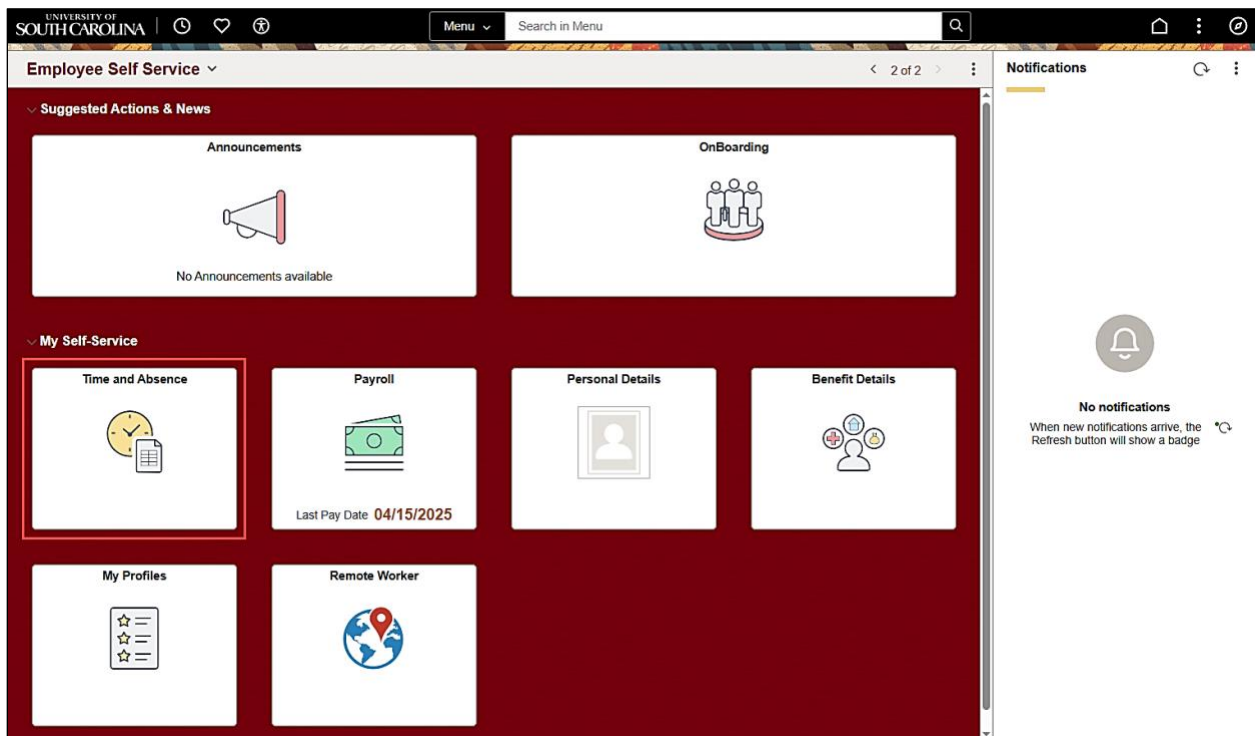 UNIVERSITY OF
SOUTH CAROLINA
Menu
Search in Menu
Employee Self Service
2 of 2
Notifications
Suggested Actions & News
Announcements
No Announcements available
OnBoarding
My Self-Service
Time and Absence
Payroll
Last Pay Date 04/15/2025
Personal Details
Benefit Details
My Profiles
Remote Worker
No notifications
When new notifications arrive, the
Refresh button will show a badge